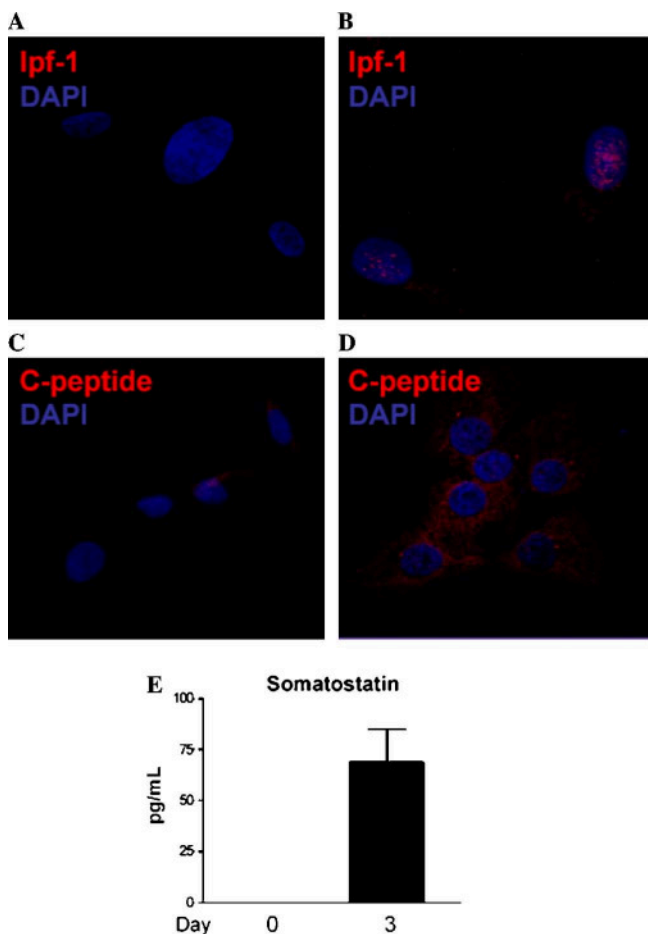 A
B
Ipf-1
DAPI
Ipf-1
DAPI
C
D
C-peptide
DAPI
C-peptide
DAPI
E
Somatostatin
100
75
50
25
0
pg/mL
Day 0 3